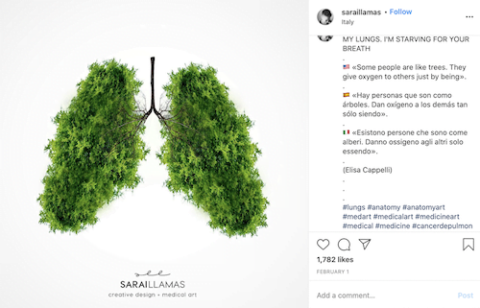 SARAILLAMAS
creative design • medical art
saraillamas • Follow
Italy
MY LUNGS. I'M STARVING FOR YOUR
BREATH
.
🇺🇸 «Some people are like trees. They
give oxygen to others just by being».
.
🇪🇸 «Hay personas que son como
árboles. Dan oxígeno a los demás tan
sólo siendo».
.
🇮🇹 «Esistono persone che sono come
alberi. Danno ossigeno agli altri solo
essendo».
.
(Elisa Cappelli)
.
.
.
#lungs #anatomy #anatomyart
#medart #medicalart #medicineart
#medical #medicine #cancerdepulmon
1,782 likes
FEBRUARY 1
Add a comment...
Post